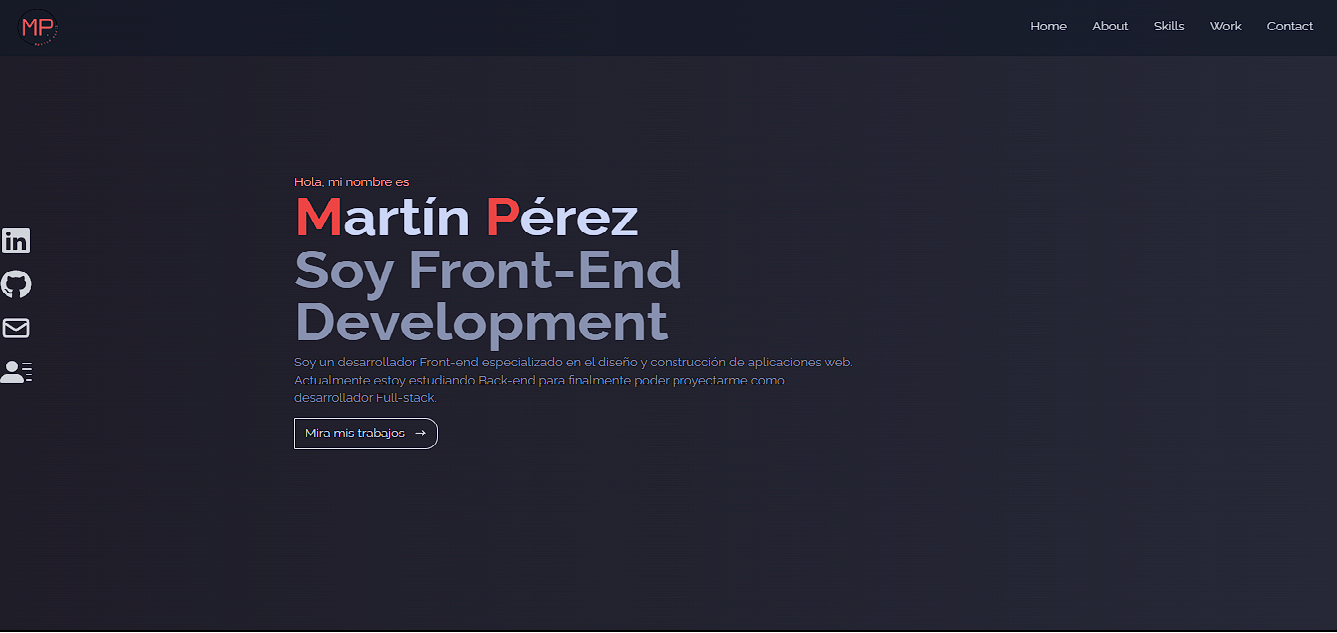 MP
Home About Skills Work Contact
Hola, mi nombre es
Martín Pérez
Soy Front-End
Development
in
Soy un desarrollador Front-end especializado en el diseño y construcción de aplicaciones web.
Actualmente estoy estudiando Back-end para finalmente poder proyectarme como
desarrollador Full-stack.
Mira mis trabajos →